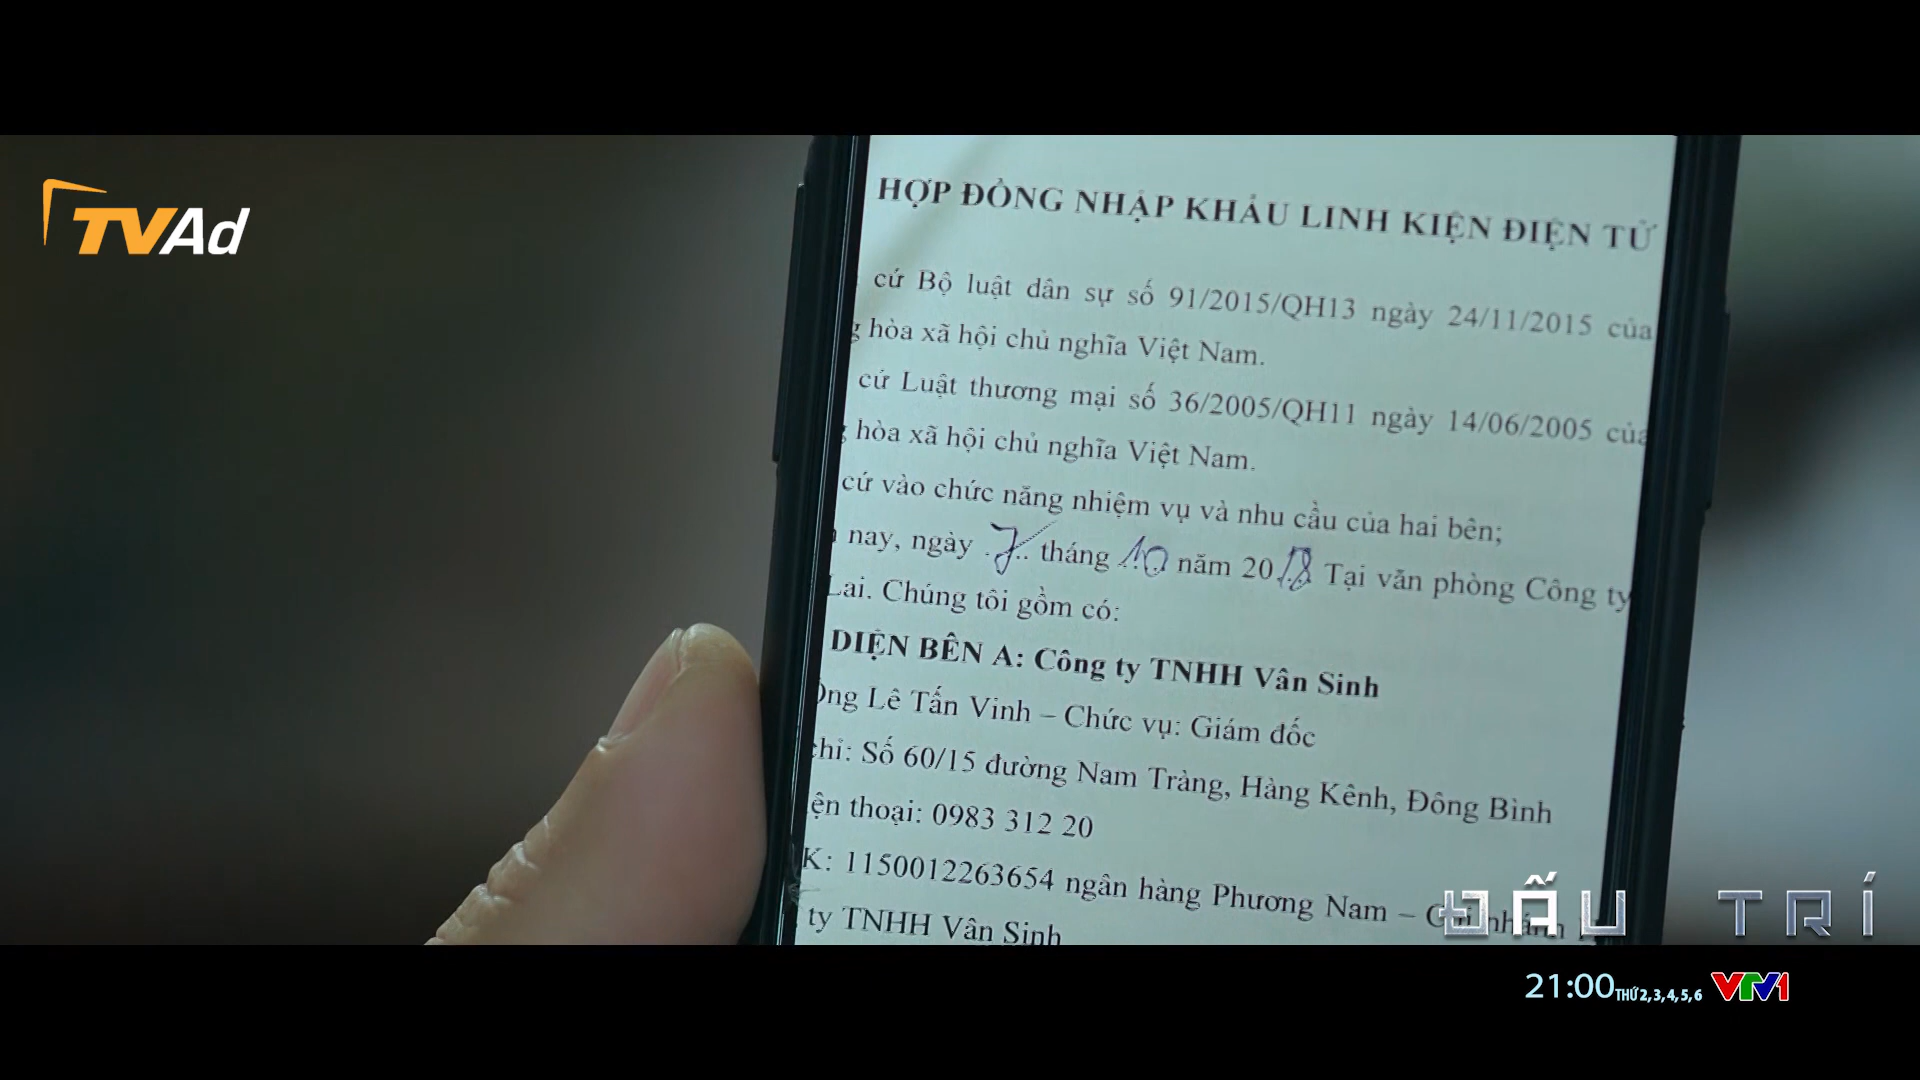 TVAd
HỢP ĐỒNG NHẬP KHẨU LINH KIỆN ĐIỆN TỬ
cứ Bộ luật dân sự số 91/2015/QH13 ngày 24/11/2015 của
g hòa xã hội chủ nghĩa Việt Nam.
cứ Luật thương mại số 36/2005/QH11 ngày 14/06/2005 của
g hòa xã hội chủ nghĩa Việt Nam.
cứ vào chức năng nhiệm vụ và nhu cầu của hai bên;
nay, ngày 7 tháng 10 năm 2018 Tại văn phòng Công ty
Lai. Chúng tôi gồm có:
DIỆN BÊN A: Công ty TNHH Vân Sinh
Ông Lê Tấn Vinh – Chức vụ: Giám đốc
chỉ: Số 60/15 đường Nam Tràng, Hàng Kênh, Đông Bình
ện thoại: 0983 312 20
K: 1150012263654 ngân hàng Phương Nam –
ty TNHH Vân Sinh
ĐẤU TRÍ
21:00 THỨ 2, 3, 4, 5, 6 VTV1